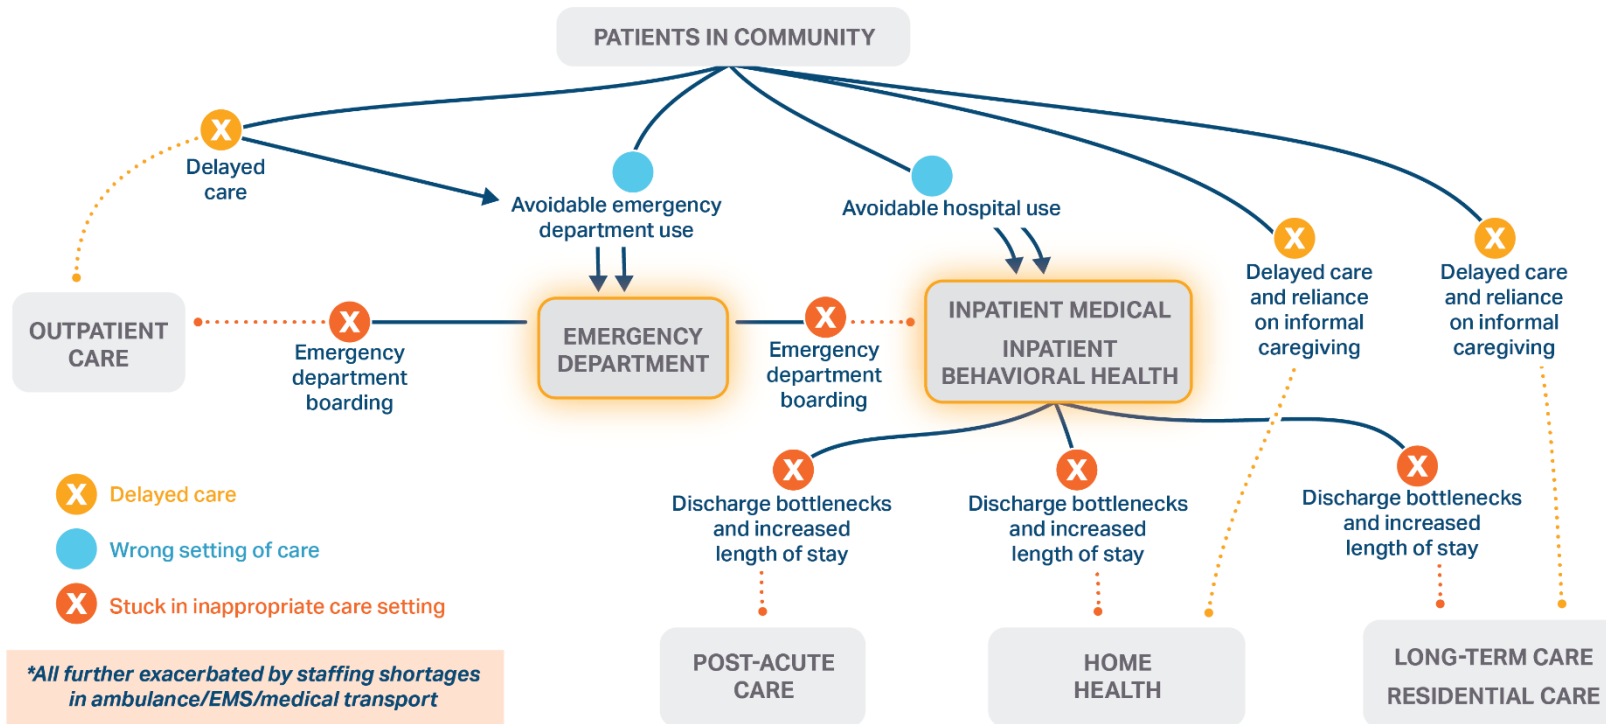 PATIENTS IN COMMUNITY
X
Delayed
care
Avoidable emergency
department use
Avoidable hospital use
X
Delayed care
and reliance
on informal
caregiving
X
Delayed care
and reliance
on informal
caregiving
OUTPATIENT
CARE
X
Emergency
department
boarding
EMERGENCY
DEPARTMENT
X
Emergency
department
boarding
INPATIENT MEDICAL
INPATIENT
BEHAVIORAL HEALTH
X
Discharge bottlenecks
and increased
length of stay
X
Discharge bottlenecks
and increased
length of stay
X
Discharge bottlenecks
and increased
length of stay
X Delayed care
Wrong setting of care
X Stuck in inappropriate care setting
*All further exacerbated by staffing shortages
in ambulance/EMS/medical transport
POST-ACUTE
CARE
HOME
HEALTH
LONG-TERM CARE
RESIDENTIAL CARE